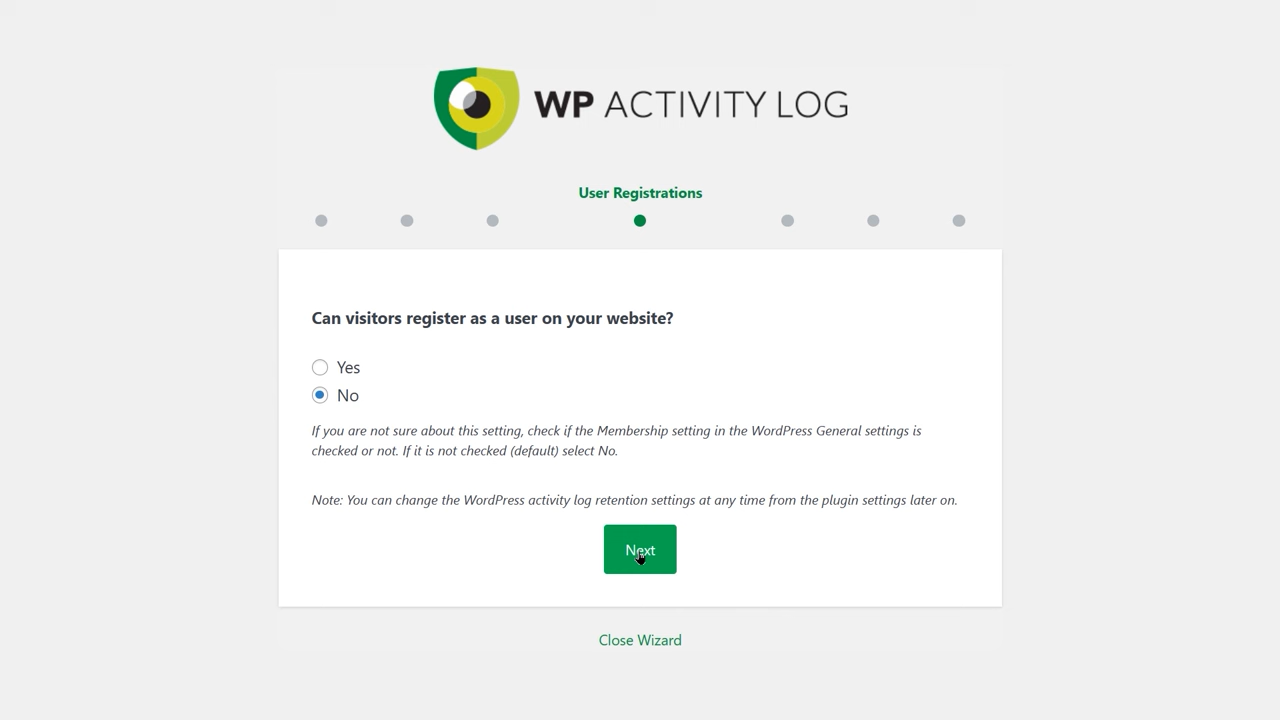 WP ACTIVITY LOG
User Registrations
Can visitors register as a user on your website?
Yes
No
If you are not sure about this setting, check if the Membership setting in the WordPress General settings is
checked or not. If it is not checked (default) select No.
Note: You can change the WordPress activity log retention settings at any time from the plugin settings later on.
Next
Close Wizard